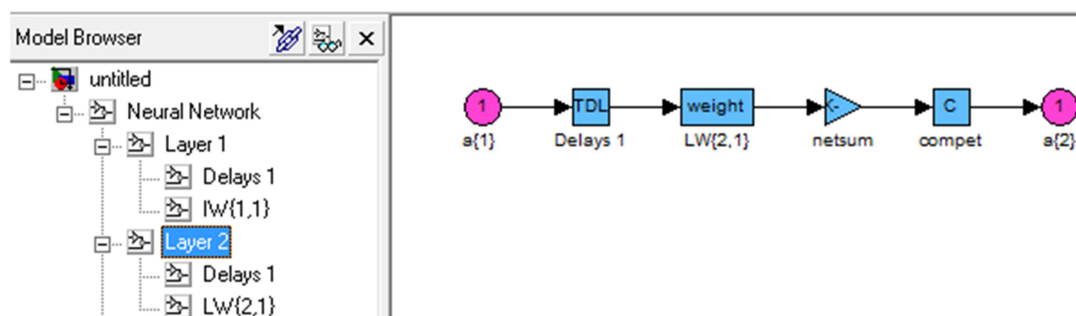 Model Browser
untitled
Neural Network
Layer 1
Delays 1
IW{1,1}
Layer 2
Delays 1
LW{2,1}
1 TDL weight C 1
a{1} Delays 1 LW{2,1} netsum compet a{2}